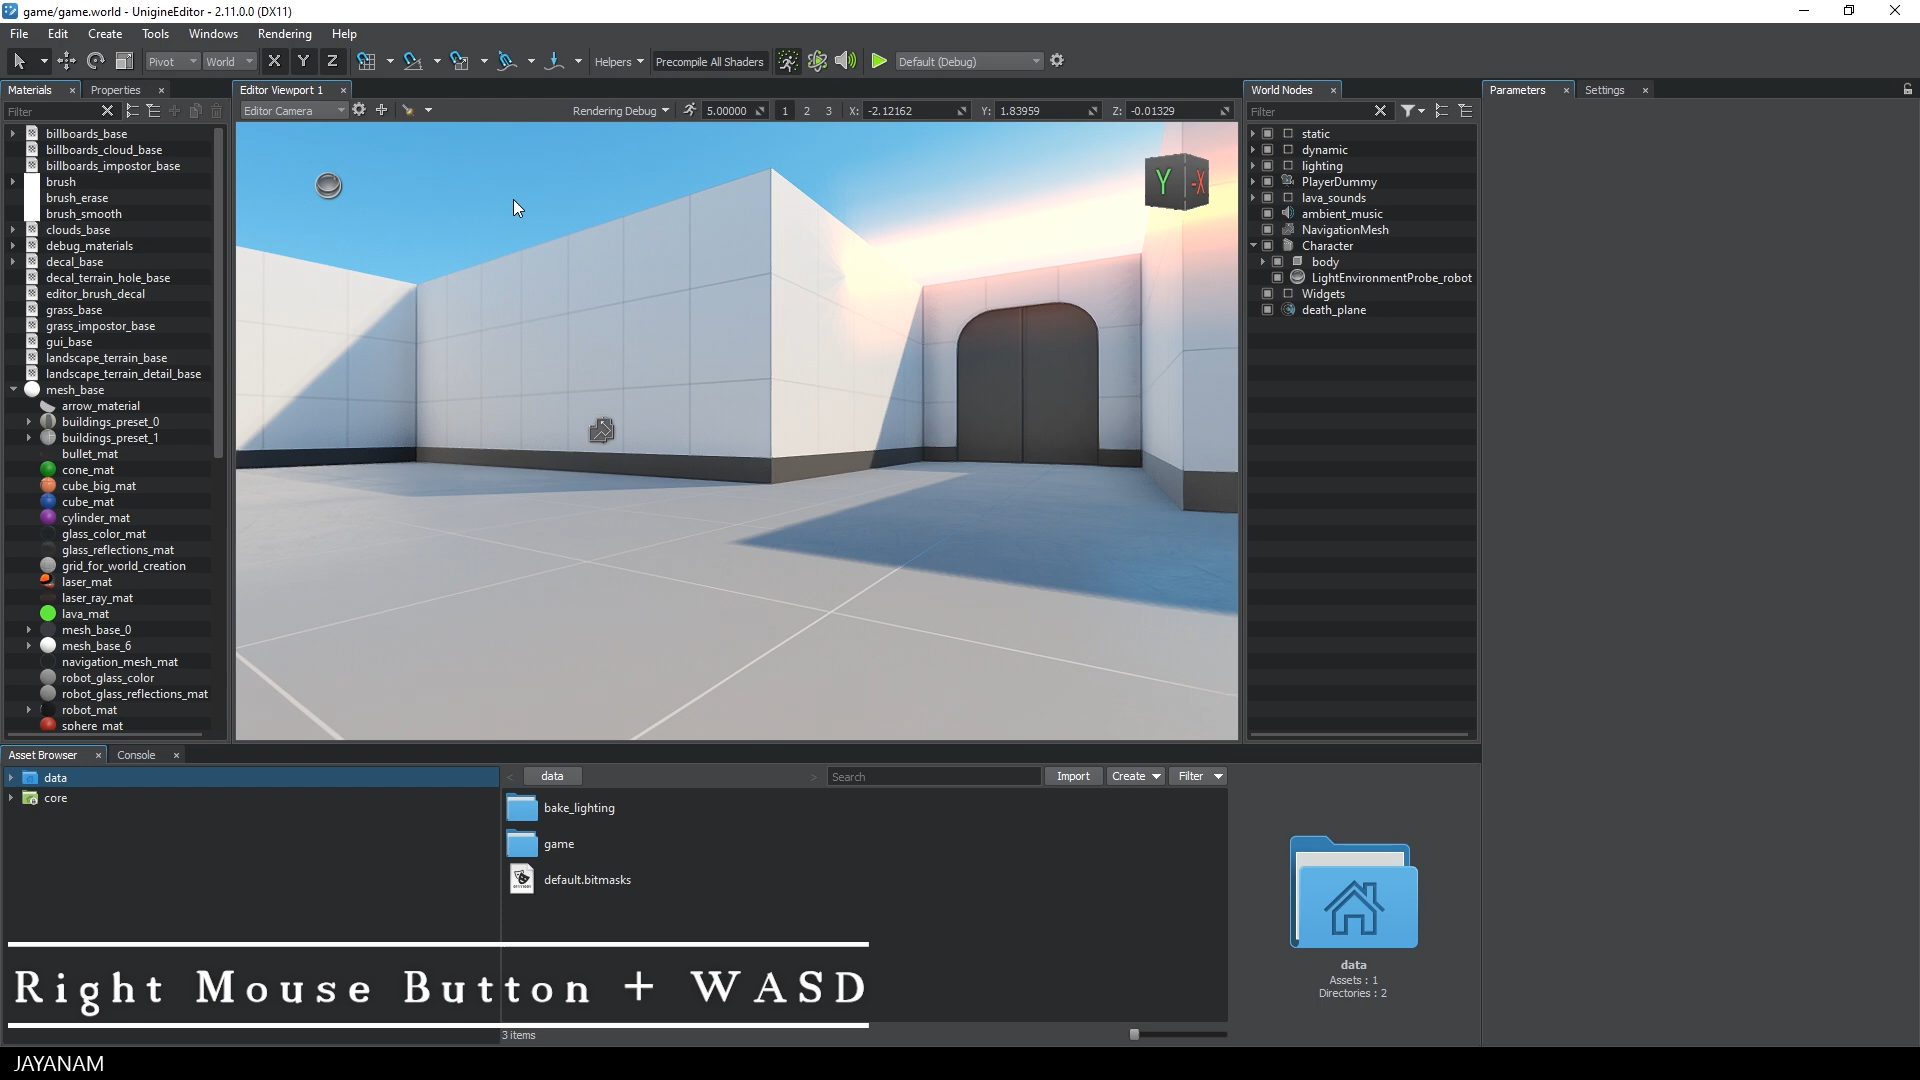 game/game.world - UnigineEditor - 2.11.0.0 (DX11)
File Edit Create Tools Windows Rendering Help
Pivot World X Y Z Helpers Precompile All Shaders Default (Debug)
Materials Properties
Filter
billboards_base
billboards_cloud_base
billboards_impostor_base
brush
brush_erase
brush_smooth
clouds_base
debug_materials
decal_base
decal_terrain_hole_base
editor_brush_decal
grass_base
grass_impostor_base
gui_base
landscape_terrain_base
landscape_terrain_detail_base
mesh_base
arrow_material
buildings_preset_0
buildings_preset_1
bullet_mat
cone_mat
cube_big_mat
cube_mat
cylinder_mat
glass_color_mat
glass_reflections_mat
grid_for_world_creation
laser_mat
laser_ray_mat
lava_mat
mesh_base_0
mesh_base_6
navigation_mesh_mat
robot_glass_color
robot_glass_reflections_mat
robot_mat
sphere_mat
Editor Viewport 1
Editor Camera Rendering Debug 5.00000 1 2 3 X: -2.12162 Y: 1.83959 Z: -0.01329
Y -X
World Nodes
Filter
static
dynamic
lighting
PlayerDummy
lava_sounds
ambient_music
NavigationMesh
Character
body
LightEnvironmentProbe_robot
Widgets
death_plane
Parameters Settings
Asset Browser Console
data
core
< data > Search Import Create Filter
bake_lighting
game
default.bitmasks
3 items
data
Assets : 1
Directories : 2
Right Mouse Button + WASD
JAYANAM